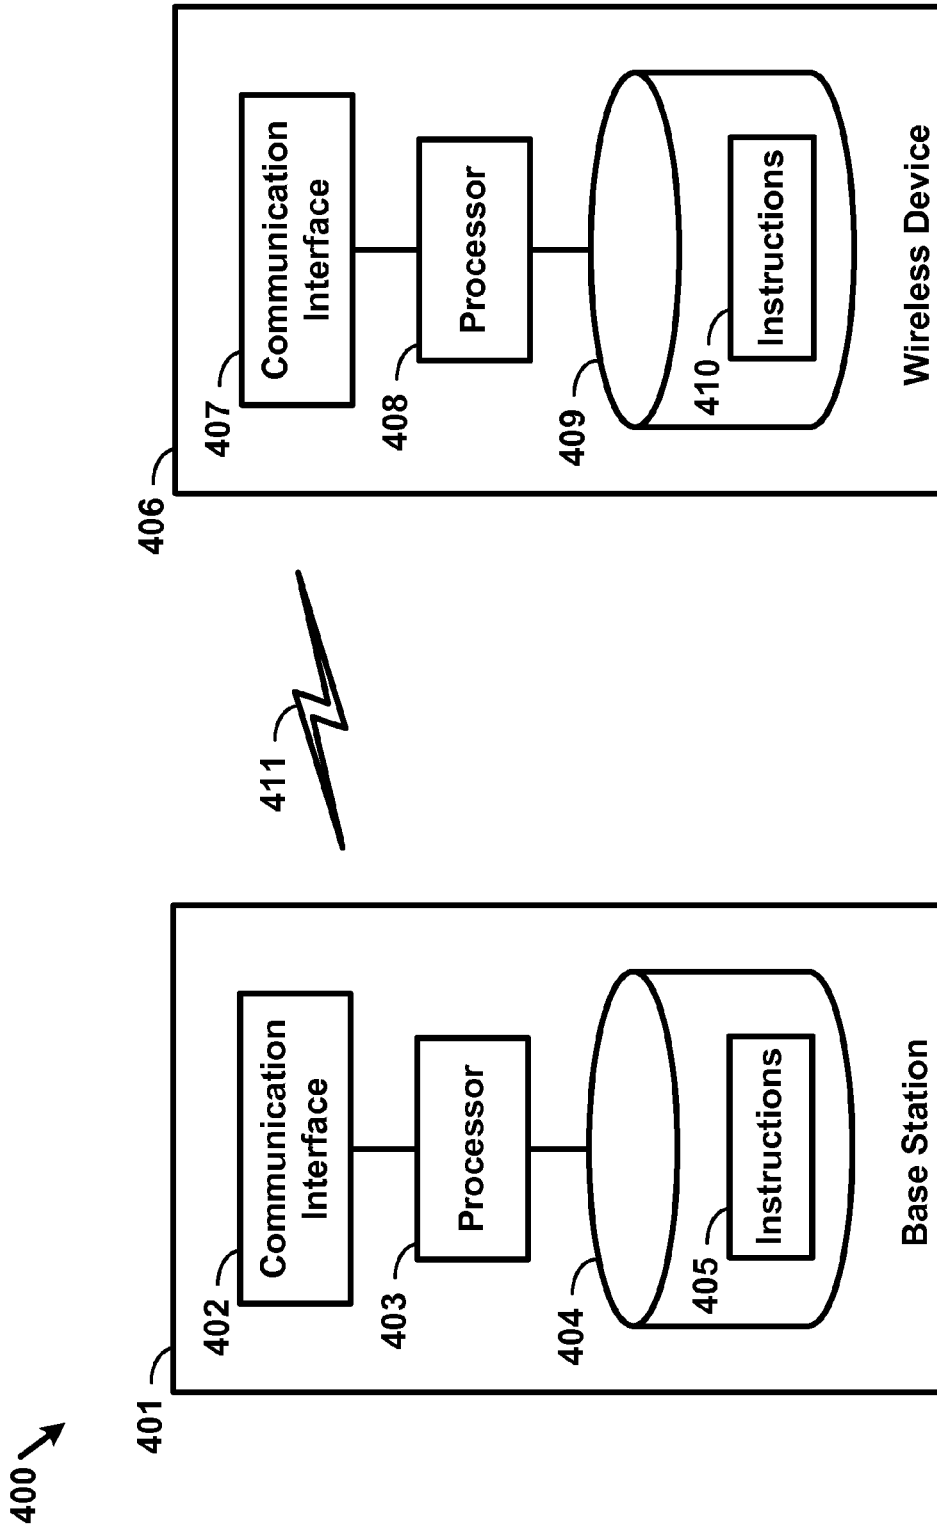 400
401
402
Communication
Interface
403
Processor
404
405
Instructions
Base Station
411
406
407
Communication
Interface
408
Processor
409
410
Instructions
Wireless Device